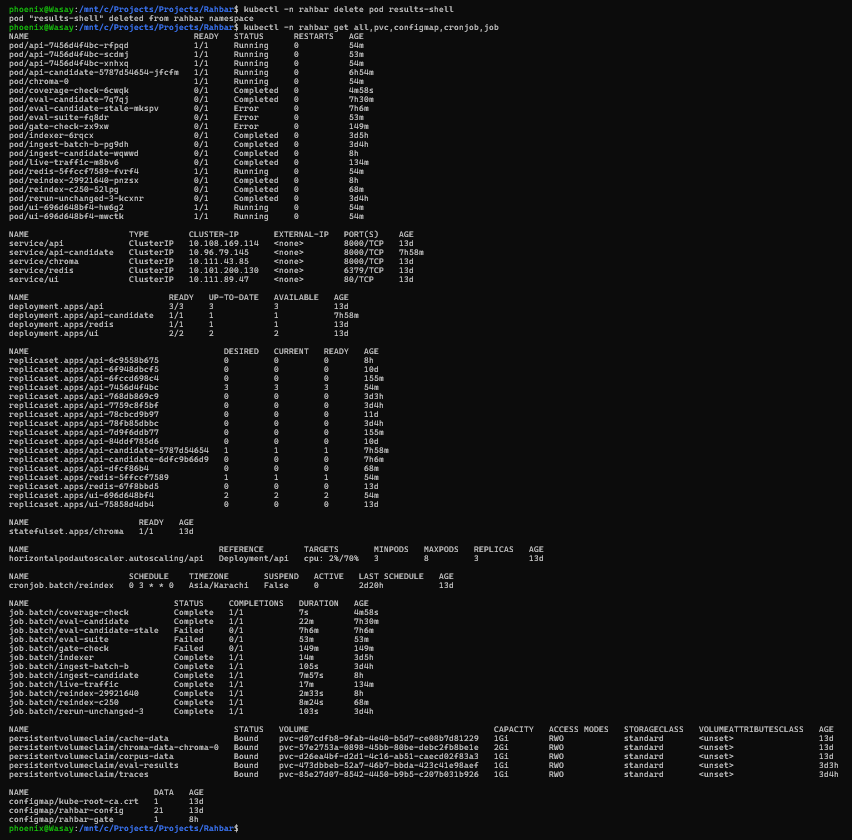 phoenix@Wasay:/mnt/c/Projects/Projects/Rahbar$ kubectl -n rahbar delete pod results-shell
pod "results-shell" deleted from rahbar namespace
phoenix@Wasay:/mnt/c/Projects/Projects/Rahbar$ kubectl -n rahbar get all,pvc,configmap,cronjob,job
NAME READY STATUS RESTARTS AGE
pod/api-7456d4f4bc-rfpqd 1/1 Running 0 54m
pod/api-7456d4f4bc-scdmj 1/1 Running 0 53m
pod/api-7456d4f4bc-xnhxq 1/1 Running 0 54m
pod/api-candidate-5787d54654-jfcfm 1/1 Running 0 6h54m
pod/chroma-0 1/1 Running 0 54m
pod/coverage-check-6cwqk 0/1 Completed 0 4m58s
pod/eval-candidate-7q7qj 0/1 Completed 0 7h30m
pod/eval-candidate-stale-mkspv 0/1 Error 0 7h6m
pod/eval-suite-fq8dr 0/1 Error 0 53m
pod/gate-check-zx9xw 0/1 Error 0 149m
pod/indexer-6rqcx 0/1 Completed 0 3d5h
pod/ingest-batch-b-pg9dh 0/1 Completed 0 3d4h
pod/ingest-candidate-wqwwd 0/1 Completed 0 8h
pod/live-traffic-m8bv6 0/1 Completed 0 134m
pod/redis-5ffccf7589-fvrf4 1/1 Running 0 54m
pod/reindex-29921640-pnzsx 0/1 Completed 0 8h
pod/reindex-c250-52lpg 0/1 Completed 0 68m
pod/rerun-unchanged-3-kcxnr 0/1 Completed 0 3d4h
pod/ui-696d648bf4-hw6g2 1/1 Running 0 54m
pod/ui-696d648bf4-mwctk 1/1 Running 0 54m
NAME TYPE CLUSTER-IP EXTERNAL-IP PORT(S) AGE
service/api ClusterIP 10.108.169.114 <none> 8000/TCP 13d
service/api-candidate ClusterIP 10.96.79.145 <none> 8000/TCP 7h58m
service/chroma ClusterIP 10.111.43.85 <none> 8000/TCP 13d
service/redis ClusterIP 10.101.200.130 <none> 6379/TCP 13d
service/ui ClusterIP 10.111.89.47 <none> 80/TCP 13d
NAME READY UP-TO-DATE AVAILABLE AGE
deployment.apps/api 3/3 3 3 13d
deployment.apps/api-candidate 1/1 1 1 7h58m
deployment.apps/redis 1/1 1 1 13d
deployment.apps/ui 2/2 2 2 13d
NAME DESIRED CURRENT READY AGE
replicaset.apps/api-6c9558b675 0 0 0 8h
replicaset.apps/api-6f948dbcf5 0 0 0 10d
replicaset.apps/api-6fccd698c4 0 0 0 155m
replicaset.apps/api-7456d4f4bc 3 3 3 54m
replicaset.apps/api-768db869c9 0 0 0 3d3h
replicaset.apps/api-7759c8f5bf 0 0 0 3d4h
replicaset.apps/api-78cbcd9b97 0 0 0 11d
replicaset.apps/api-78fb85dbbc 0 0 0 3d4h
replicaset.apps/api-7d9f6ddb77 0 0 0 155m
replicaset.apps/api-84ddf785d6 0 0 0 10d
replicaset.apps/api-candidate-5787d54654 1 1 1 7h58m
replicaset.apps/api-candidate-6dfc9b66d9 0 0 0 7h6m
replicaset.apps/api-dfcf86b4 0 0 0 68m
replicaset.apps/redis-5ffccf7589 1 1 1 54m
replicaset.apps/redis-67f8bbd5 0 0 0 13d
replicaset.apps/ui-696d648bf4 2 2 2 54m
replicaset.apps/ui-75858d4db4 0 0 0 13d
NAME READY AGE
statefulset.apps/chroma 1/1 13d
NAME REFERENCE TARGETS MINPODS MAXPODS REPLICAS AGE
horizontalpodautoscaler.autoscaling/api Deployment/api cpu: 2%/70% 3 8 3 13d
NAME SCHEDULE TIMEZONE SUSPEND ACTIVE LAST SCHEDULE AGE
cronjob.batch/reindex 0 3 * * 0 Asia/Karachi False 0 2d20h 13d
NAME STATUS COMPLETIONS DURATION AGE
job.batch/coverage-check Complete 1/1 7s 4m58s
job.batch/eval-candidate Complete 1/1 22m 7h30m
job.batch/eval-candidate-stale Failed 0/1 7h6m 7h6m
job.batch/eval-suite Failed 0/1 53m 53m
job.batch/gate-check Failed 0/1 149m 149m
job.batch/indexer Complete 1/1 14m 3d5h
job.batch/ingest-batch-b Complete 1/1 105s 3d4h
job.batch/ingest-candidate Complete 1/1 7m57s 8h
job.batch/live-traffic Complete 1/1 17m 134m
job.batch/reindex-29921640 Complete 1/1 2m33s 8h
job.batch/reindex-c250 Complete 1/1 8m24s 68m
job.batch/rerun-unchanged-3 Complete 1/1 103s 3d4h
NAME STATUS VOLUME CAPACITY ACCESS MODES STORAGECLASS VOLUMEATTRIBUTESCLASS AGE
persistentvolumeclaim/cache-data Bound pvc-d07cdfb8-9fab-4e40-b5d7-ce08b7d81229 1Gi RWO standard <unset> 13d
persistentvolumeclaim/chroma-data-chroma-0 Bound pvc-57e2753a-0898-45bb-80be-debc2fb8be1e 2Gi RWO standard <unset> 13d
persistentvolumeclaim/corpus-data Bound pvc-d26ea4bf-d2d1-4c16-ab51-caecd02f83a3 1Gi RWO standard <unset> 13d
persistentvolumeclaim/eval-results Bound pvc-473dbbeb-52a7-46b7-bbda-423c41e98aef 1Gi RWO standard <unset> 3d3h
persistentvolumeclaim/traces Bound pvc-85e27d07-8542-4450-b9b5-c207b031b926 1Gi RWO standard <unset> 3d4h
NAME DATA AGE
configmap/kube-root-ca.crt 1 13d
configmap/rahbar-config 21 13d
configmap/rahbar-gate 1 8h
phoenix@Wasay:/mnt/c/Projects/Projects/Rahbar$